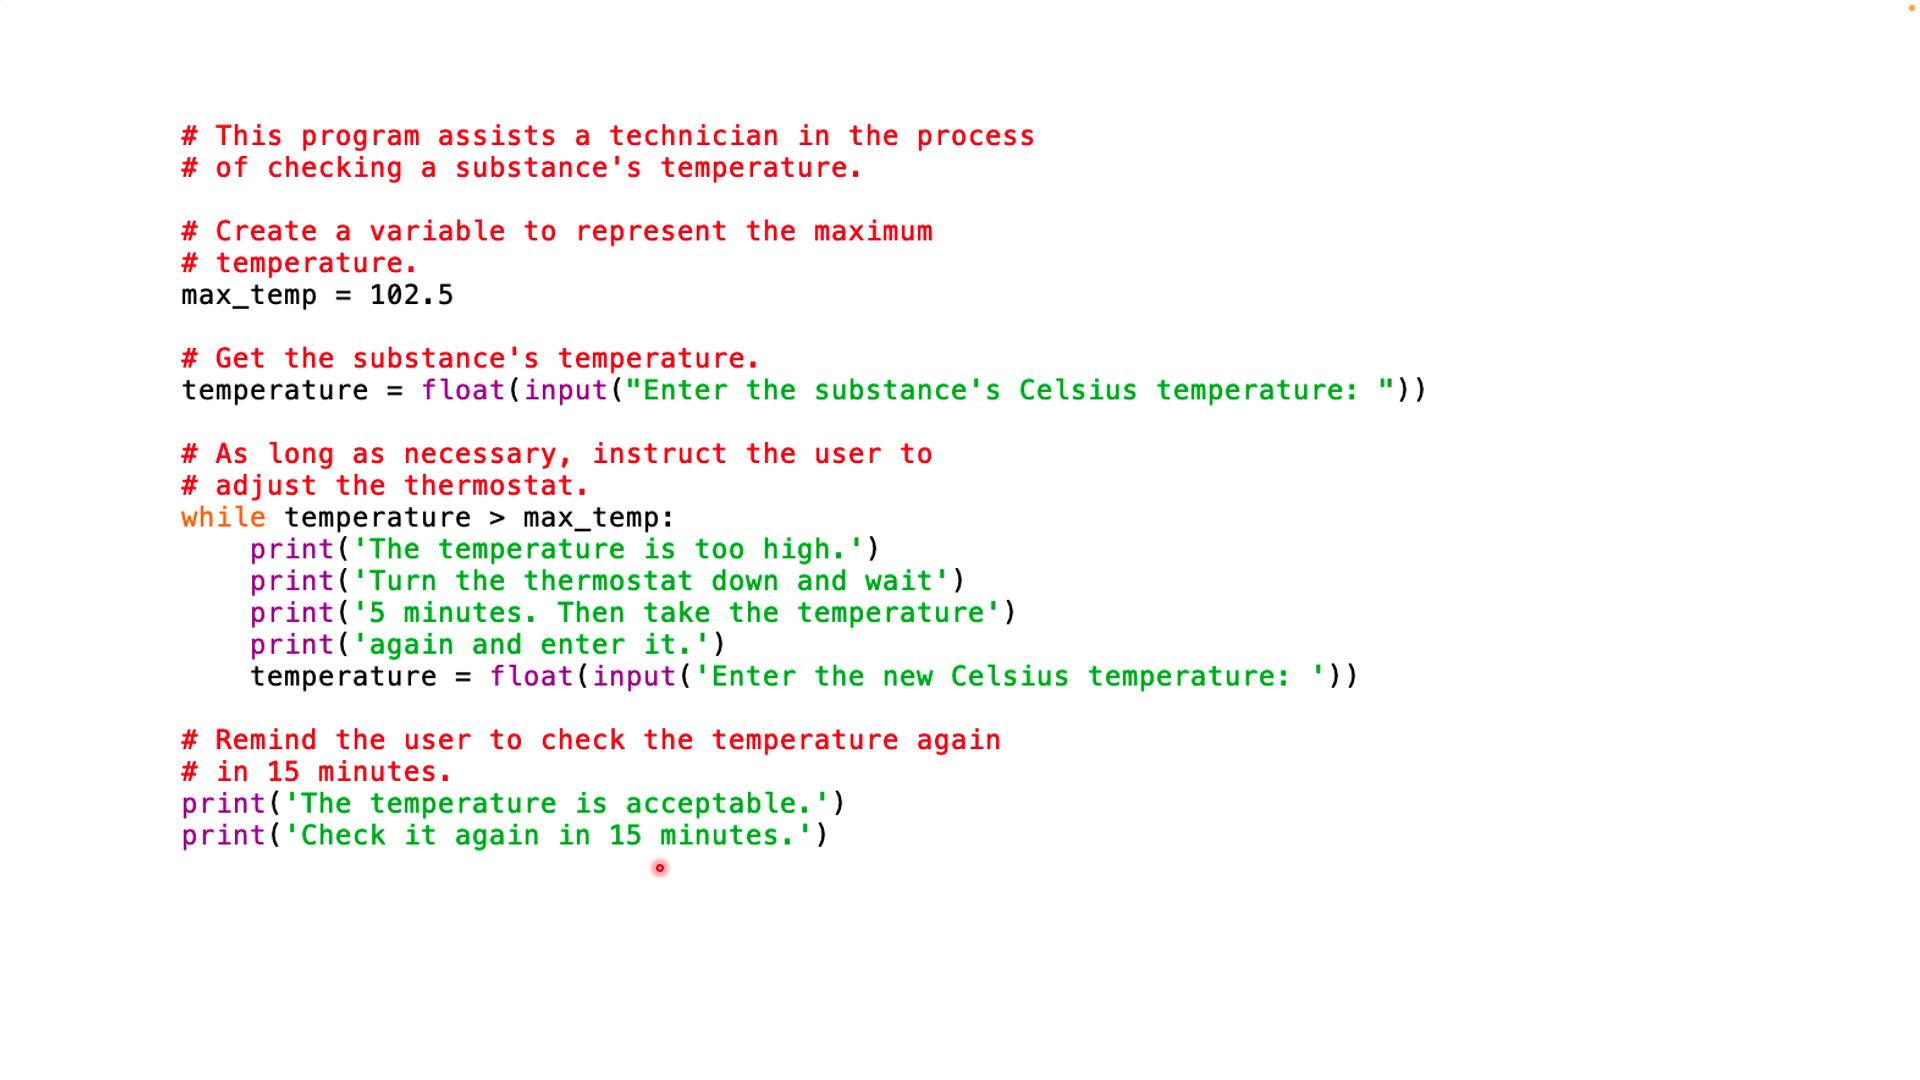 # This program assists a technician in the process
# of checking a substance's temperature.
# Create a variable to represent the maximum
# temperature.
max_temp = 102.5
# Get the substance's temperature.
temperature = float(input("Enter the substance's Celsius temperature: "))
# As long as necessary, instruct the user to
# adjust the thermostat.
while temperature > max_temp:
    print('The temperature is too high.')
    print('Turn the thermostat down and wait')
    print('5 minutes. Then take the temperature')
    print('again and enter it.')
    temperature = float(input('Enter the new Celsius temperature: '))
# Remind the user to check the temperature again
# in 15 minutes.
print('The temperature is acceptable.')
print('Check it again in 15 minutes.')